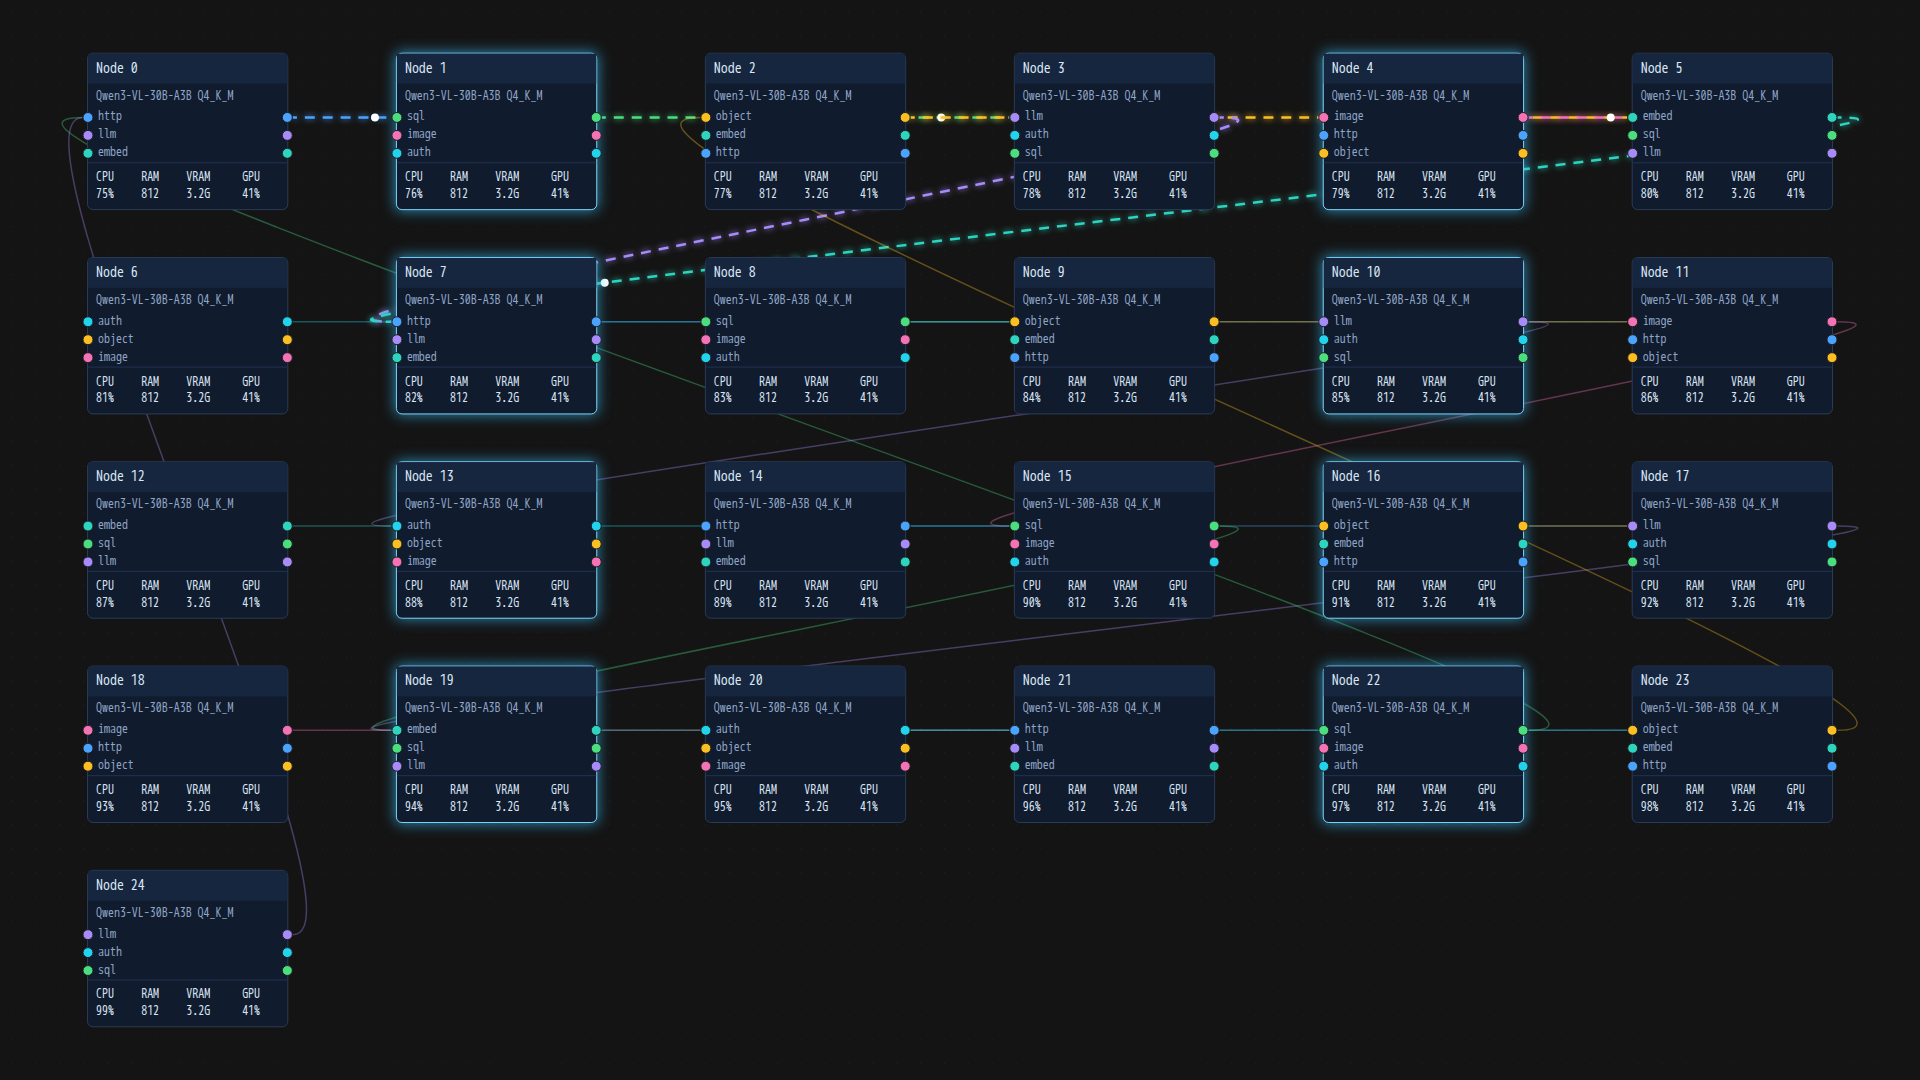 Node 0
Qwen3-VL-30B-A3B Q4_K_M
http
llm
embed
CPU RAM VRAM GPU
75% 812 3.2G 41%
Node 1
Qwen3-VL-30B-A3B Q4_K_M
sql
image
auth
CPU RAM VRAM GPU
76% 812 3.2G 41%
Node 2
Qwen3-VL-30B-A3B Q4_K_M
object
embed
http
CPU RAM VRAM GPU
77% 812 3.2G 41%
Node 3
Qwen3-VL-30B-A3B Q4_K_M
llm
auth
sql
CPU RAM VRAM GPU
78% 812 3.2G 41%
Node 4
Qwen3-VL-30B-A3B Q4_K_M
image
http
object
CPU RAM VRAM GPU
79% 812 3.2G 41%
Node 5
Qwen3-VL-30B-A3B Q4_K_M
embed
sql
llm
CPU RAM VRAM GPU
80% 812 3.2G 41%
Node 6
Qwen3-VL-30B-A3B Q4_K_M
auth
object
image
CPU RAM VRAM GPU
81% 812 3.2G 41%
Node 7
Qwen3-VL-30B-A3B Q4_K_M
http
llm
embed
CPU RAM VRAM GPU
82% 812 3.2G 41%
Node 8
Qwen3-VL-30B-A3B Q4_K_M
sql
image
auth
CPU RAM VRAM GPU
83% 812 3.2G 41%
Node 9
Qwen3-VL-30B-A3B Q4_K_M
object
embed
http
CPU RAM VRAM GPU
84% 812 3.2G 41%
Node 10
Qwen3-VL-30B-A3B Q4_K_M
llm
auth
sql
CPU RAM VRAM GPU
85% 812 3.2G 41%
Node 11
Qwen3-VL-30B-A3B Q4_K_M
image
http
object
CPU RAM VRAM GPU
86% 812 3.2G 41%
Node 12
Qwen3-VL-30B-A3B Q4_K_M
embed
sql
llm
CPU RAM VRAM GPU
87% 812 3.2G 41%
Node 13
Qwen3-VL-30B-A3B Q4_K_M
auth
object
image
CPU RAM VRAM GPU
88% 812 3.2G 41%
Node 14
Qwen3-VL-30B-A3B Q4_K_M
http
llm
embed
CPU RAM VRAM GPU
89% 812 3.2G 41%
Node 15
Qwen3-VL-30B-A3B Q4_K_M
sql
image
auth
CPU RAM VRAM GPU
90% 812 3.2G 41%
Node 16
Qwen3-VL-30B-A3B Q4_K_M
object
embed
http
CPU RAM VRAM GPU
91% 812 3.2G 41%
Node 17
Qwen3-VL-30B-A3B Q4_K_M
llm
auth
sql
CPU RAM VRAM GPU
92% 812 3.2G 41%
Node 18
Qwen3-VL-30B-A3B Q4_K_M
image
http
object
CPU RAM VRAM GPU
93% 812 3.2G 41%
Node 19
Qwen3-VL-30B-A3B Q4_K_M
embed
sql
llm
CPU RAM VRAM GPU
94% 812 3.2G 41%
Node 20
Qwen3-VL-30B-A3B Q4_K_M
auth
object
image
CPU RAM VRAM GPU
95% 812 3.2G 41%
Node 21
Qwen3-VL-30B-A3B Q4_K_M
http
llm
embed
CPU RAM VRAM GPU
96% 812 3.2G 41%
Node 22
Qwen3-VL-30B-A3B Q4_K_M
sql
image
auth
CPU RAM VRAM GPU
97% 812 3.2G 41%
Node 23
Qwen3-VL-30B-A3B Q4_K_M
object
embed
http
CPU RAM VRAM GPU
98% 812 3.2G 41%
Node 24
Qwen3-VL-30B-A3B Q4_K_M
llm
auth
sql
CPU RAM VRAM GPU
99% 812 3.2G 41%